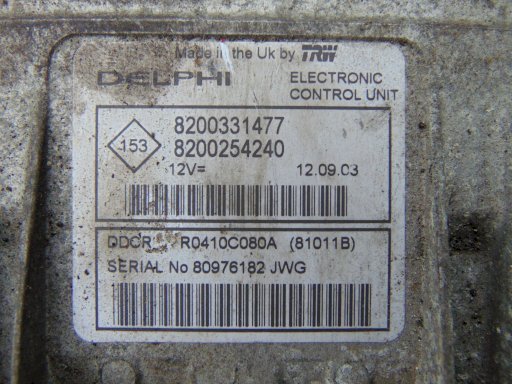 Made in the Uk by TRW
DELPHI
ELECTRONIC
CONTROL UNIT
153
8200331477
8200254240
12V=
12.09.03
DDCR R0410C080A (81011B)
SERIAL No 80976182 JWG